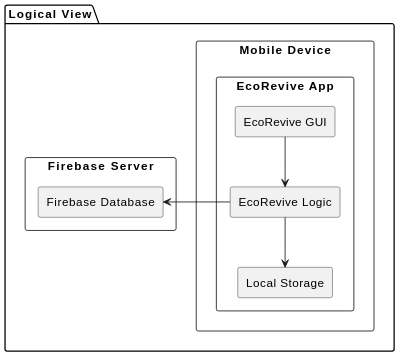 Logical View
Mobile Device
EcoRevive App
EcoRevive GUI
Firebase Server
Firebase Database
EcoRevive Logic
Local Storage